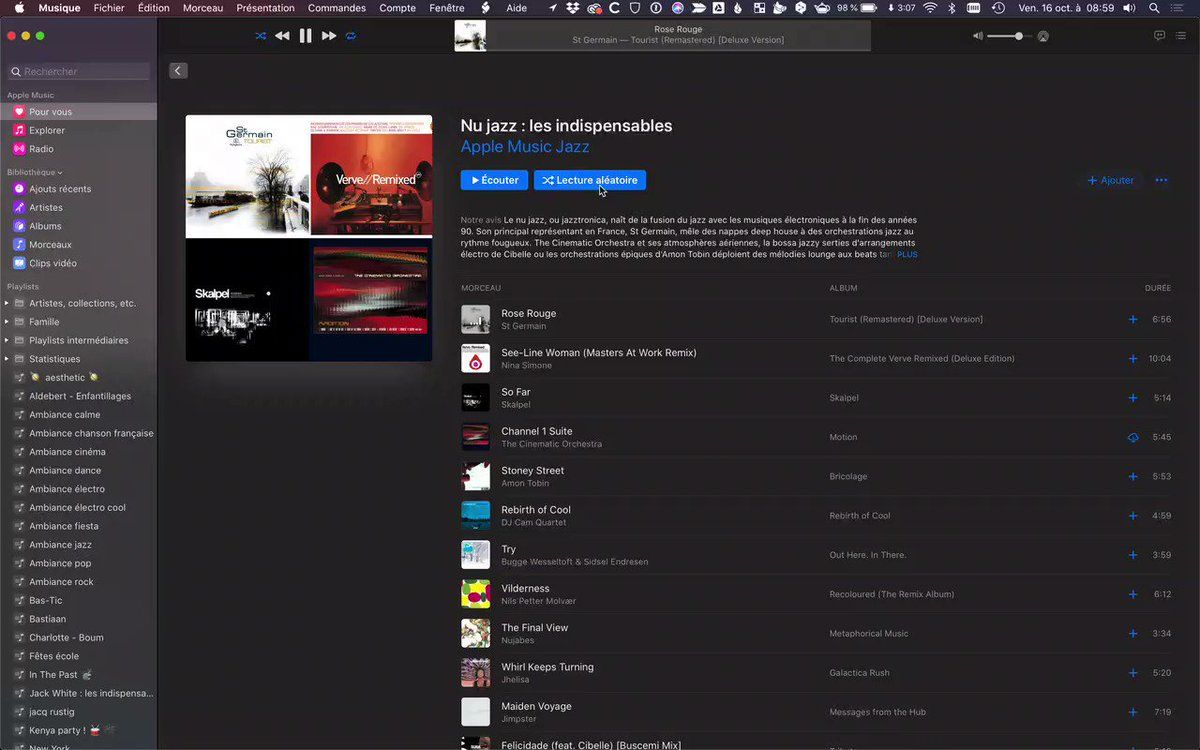 Musique Fichier Édition Morceau Présentation Commandes Compte Fenêtre Aide 98 % 3:07 Ven. 16 oct. à 08:59
Rose Rouge
St Germain — Tourist (Remastered) [Deluxe Version]
Rechercher
Apple Music
Pour vous
Explorer
Radio
Bibliothèque
Ajouts récents
Artistes
Albums
Morceaux
Clips vidéo
Playlists
Artistes, collections, etc.
Famille
Playlists intermédiaires
Statistiques
aesthetic
Aldebert - Enfantillages
Ambiance calme
Ambiance chanson française
Ambiance cinéma
Ambiance dance
Ambiance électro
Ambiance électro cool
Ambiance fiesta
Ambiance jazz
Ambiance pop
Ambiance rock
Bas-Tic
Bastiaan
Charlotte - Boum
Fêtes école
In The Past
Jack White : les indispensa...
jacq rustig
Kenya party !
New York
St Germain
TOURIST
Verve//Remixed
Skalpel
THE CINEMATIC ORCHESTRA
Nu jazz : les indispensables
Apple Music Jazz
Écouter Lecture aléatoire + Ajouter
Notre avis Le nu jazz, ou jazztronica, naît de la fusion du jazz avec les musiques électroniques à la fin des années
90. Son principal représentant en France, St Germain, mêle des nappes deep house à des orchestrations jazz au
rythme fougueux. The Cinematic Orchestra et ses atmosphères aériennes, la bossa jazzy serties d'arrangements
électro de Cibelle ou les orchestrations épiques d'Amon Tobin déploient des mélodies lounge aux beats PLUS
MORCEAU ALBUM DURÉE
Rose Rouge
St Germain Tourist (Remastered) [Deluxe Version] 6:56
See-Line Woman (Masters At Work Remix)
Nina Simone The Complete Verve Remixed (Deluxe Edition) 10:04
So Far
Skalpel Skalpel 5:14
Channel 1 Suite
The Cinematic Orchestra Motion 5:45
Stoney Street
Amon Tobin Bricolage 5:53
Rebirth of Cool
DJ Cam Quartet Rebirth of Cool 4:59
Try
Bugge Wesseltoft & Sidsel Endresen Out Here. In There. 3:59
Vilderness
Nils Petter Molvær Recoloured (The Remix Album) 6:12
The Final View
Nujabes Metaphorical Music 3:34
Whirl Keeps Turning
Jhelisa Galactica Rush 5:20
Maiden Voyage
Jimpster Messages from the Hub 7:19
Felicidade (feat. Cibelle) [Buscemi Mix]